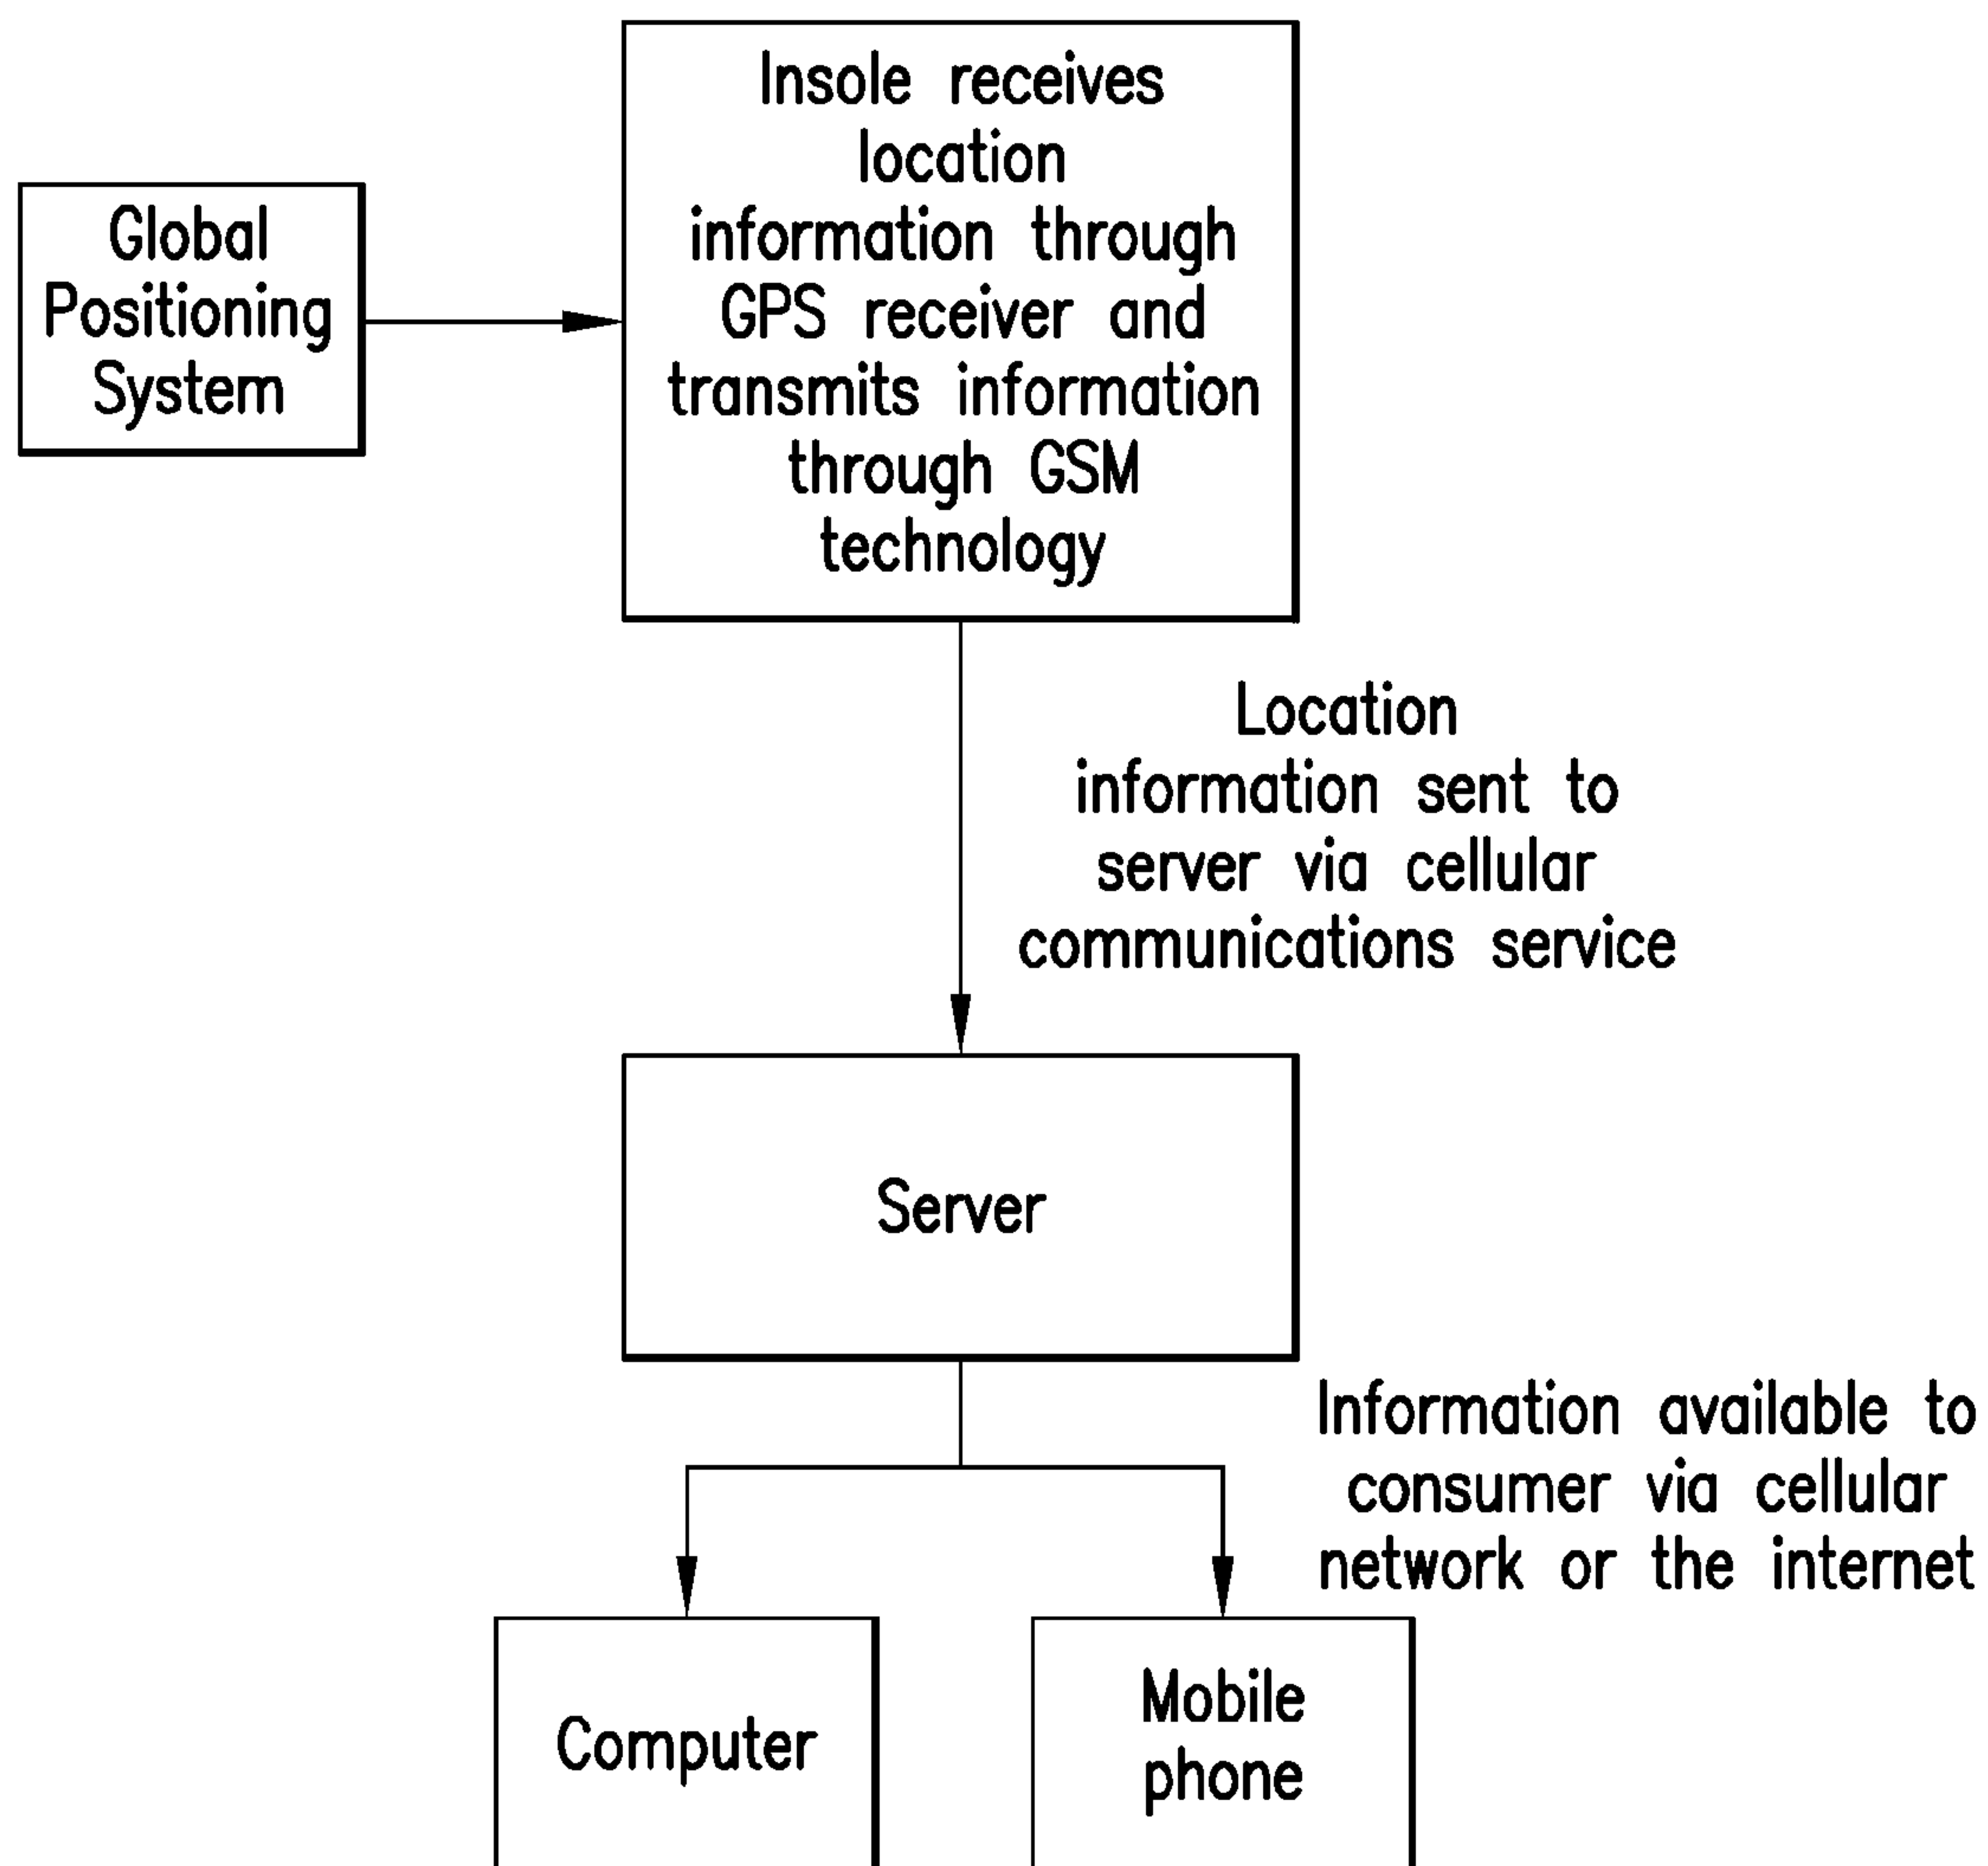 Global
Positioning
System
Insole receives
location
information through
GPS receiver and
transmits information
through GSM
technology
Location
information sent to
server via cellular
communications service
Server
Information available to
consumer via cellular
network or the internet
Computer
Mobile
phone